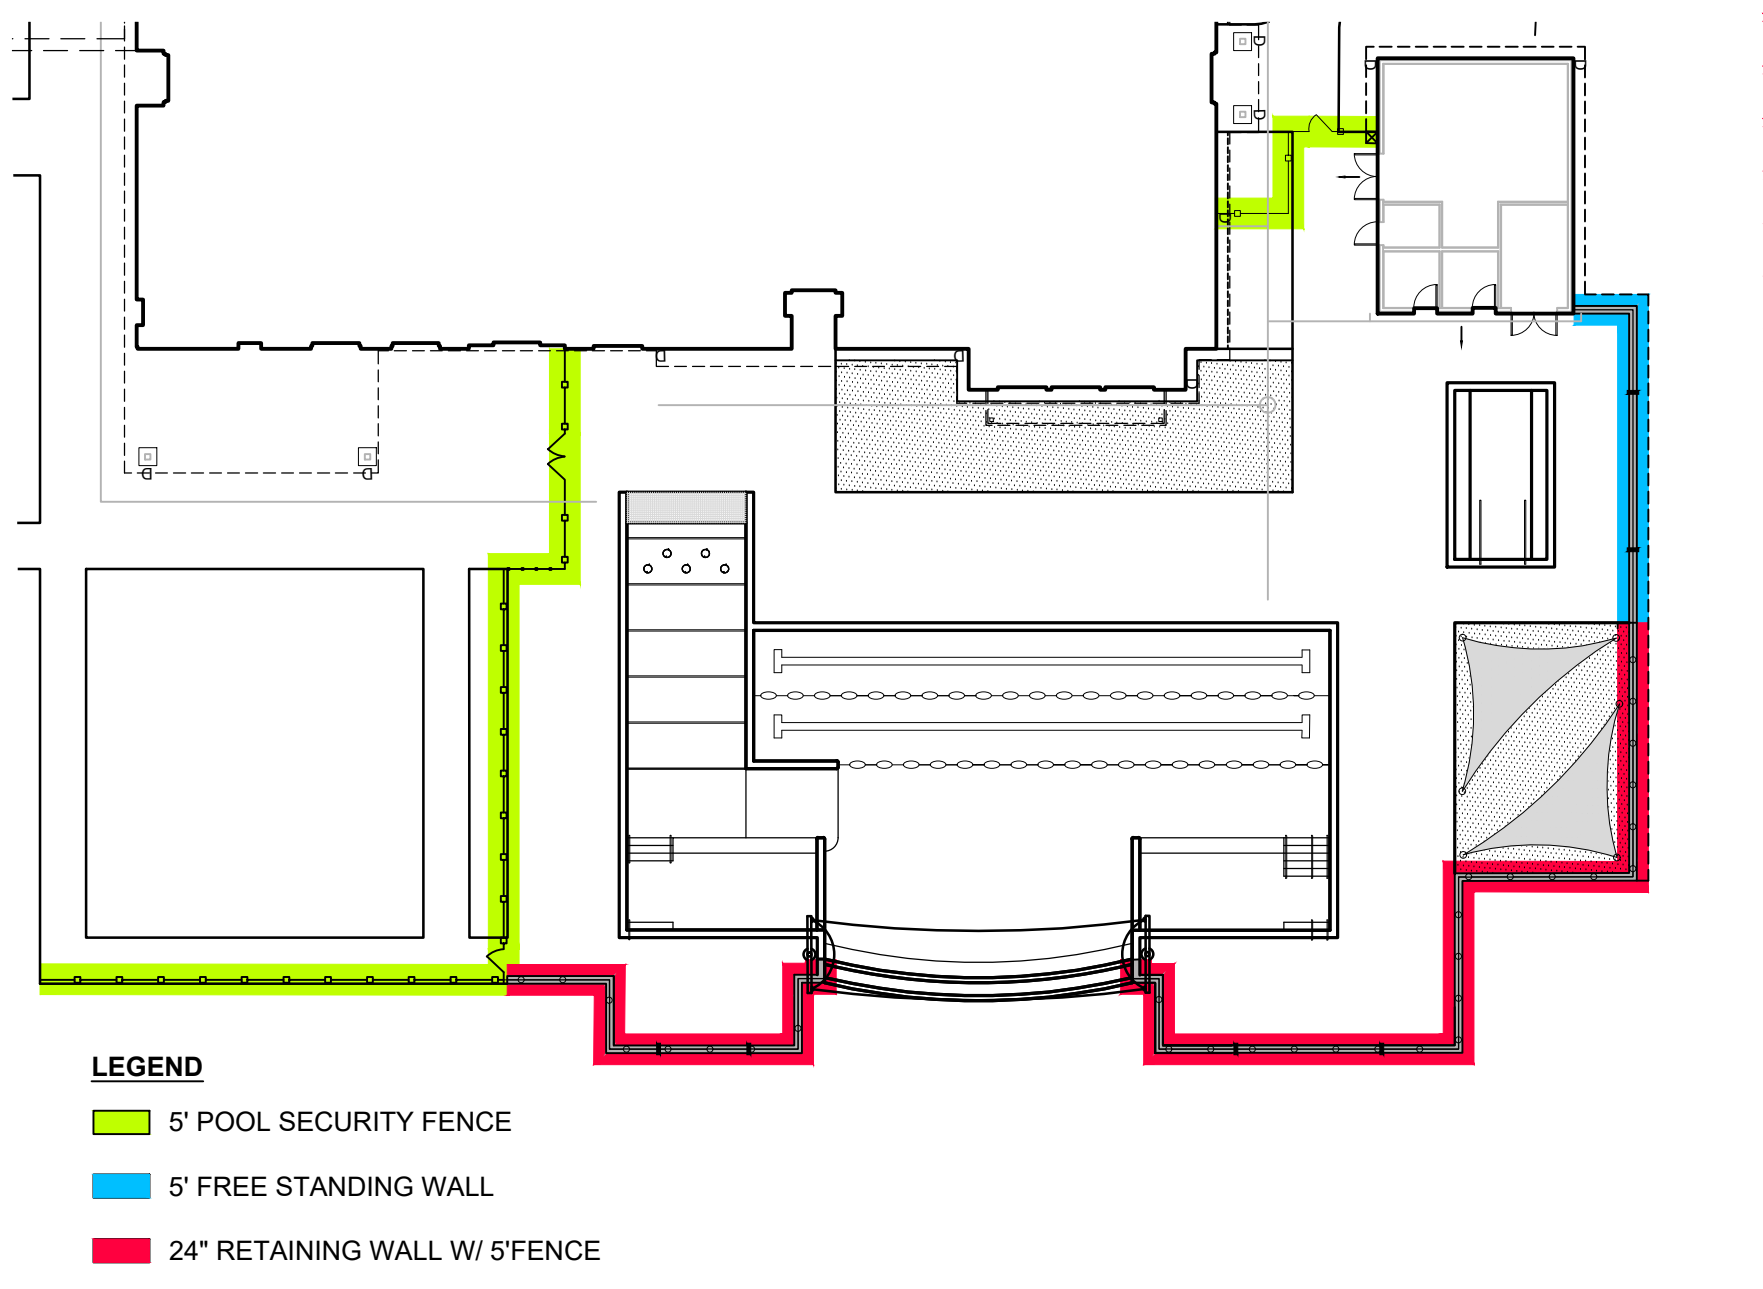 LEGEND
5' POOL SECURITY FENCE
5' FREE STANDING WALL
24" RETAINING WALL W/ 5'FENCE